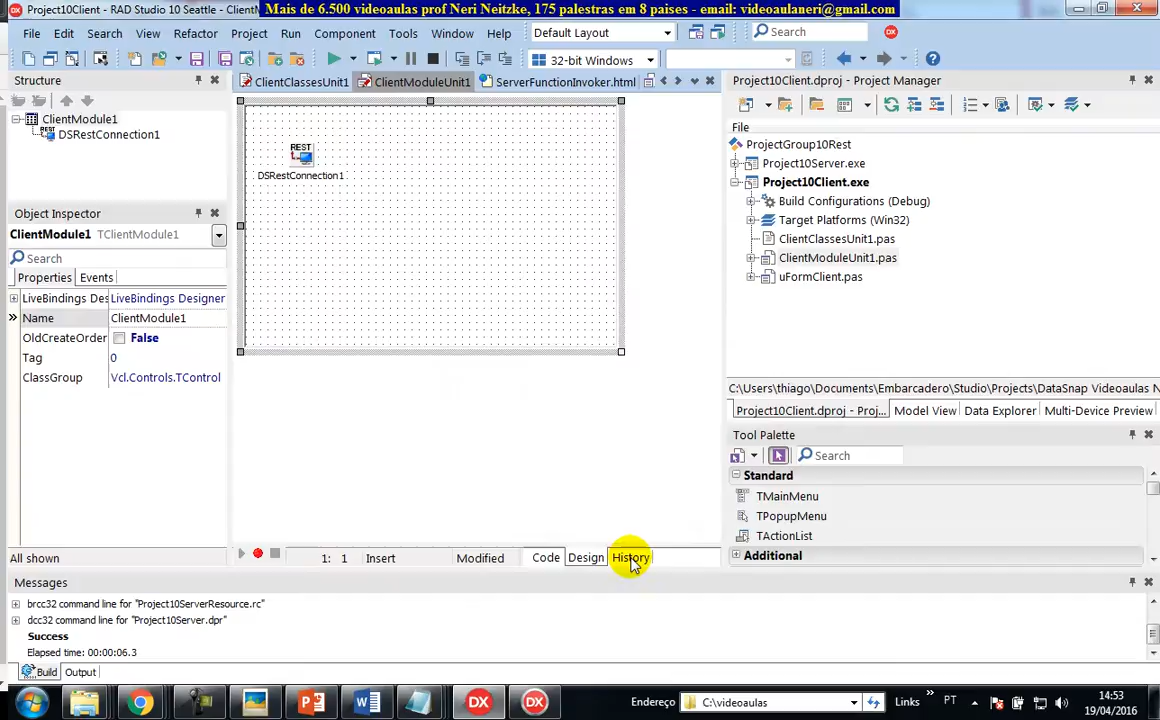 Project10Client - RAD Studio 10 Seattle - ClientM
Mais de 6.500 videoaulas prof Neri Neitzke, 175 palestras em 8 paises - email: videoaulaneri@gmail.com
File Edit Search View Refactor Project Run Component Tools Window Help Default Layout Search
32-bit Windows
Structure
ClientClassesUnit1 ClientModuleUnit1 ServerFunctionInvoker.html
Project10Client.dproj - Project Manager
ClientModule1
DSRestConnection1
REST
DSRestConnection1
File
ProjectGroup10Rest
Project10Server.exe
Project10Client.exe
Build Configurations (Debug)
Target Platforms (Win32)
ClientClassesUnit1.pas
ClientModuleUnit1.pas
uFormClient.pas
Object Inspector
ClientModule1 TClientModule1
Search
Properties Events
LiveBindings Des LiveBindings Designer
Name ClientModule1
OldCreateOrder False
Tag 0
ClassGroup Vcl.Controls.TControl
C:\Users\thiago\Documents\Embarcadero\Studio\Projects\DataSnap Videoaulas N
Project10Client.dproj - Proj... Model View Data Explorer Multi-Device Preview
Tool Palette
Search
Standard
TMainMenu
TPopupMenu
TActionList
Additional
All shown
1: 1 Insert Modified Code Design History
Messages
brcc32 command line for "Project10ServerResource.rc"
dcc32 command line for "Project10Server.dpr"
Success
Elapsed time: 00:00:06.3
Build Output
Endereço C:\videoaulas Links PT
14:53
19/04/2016